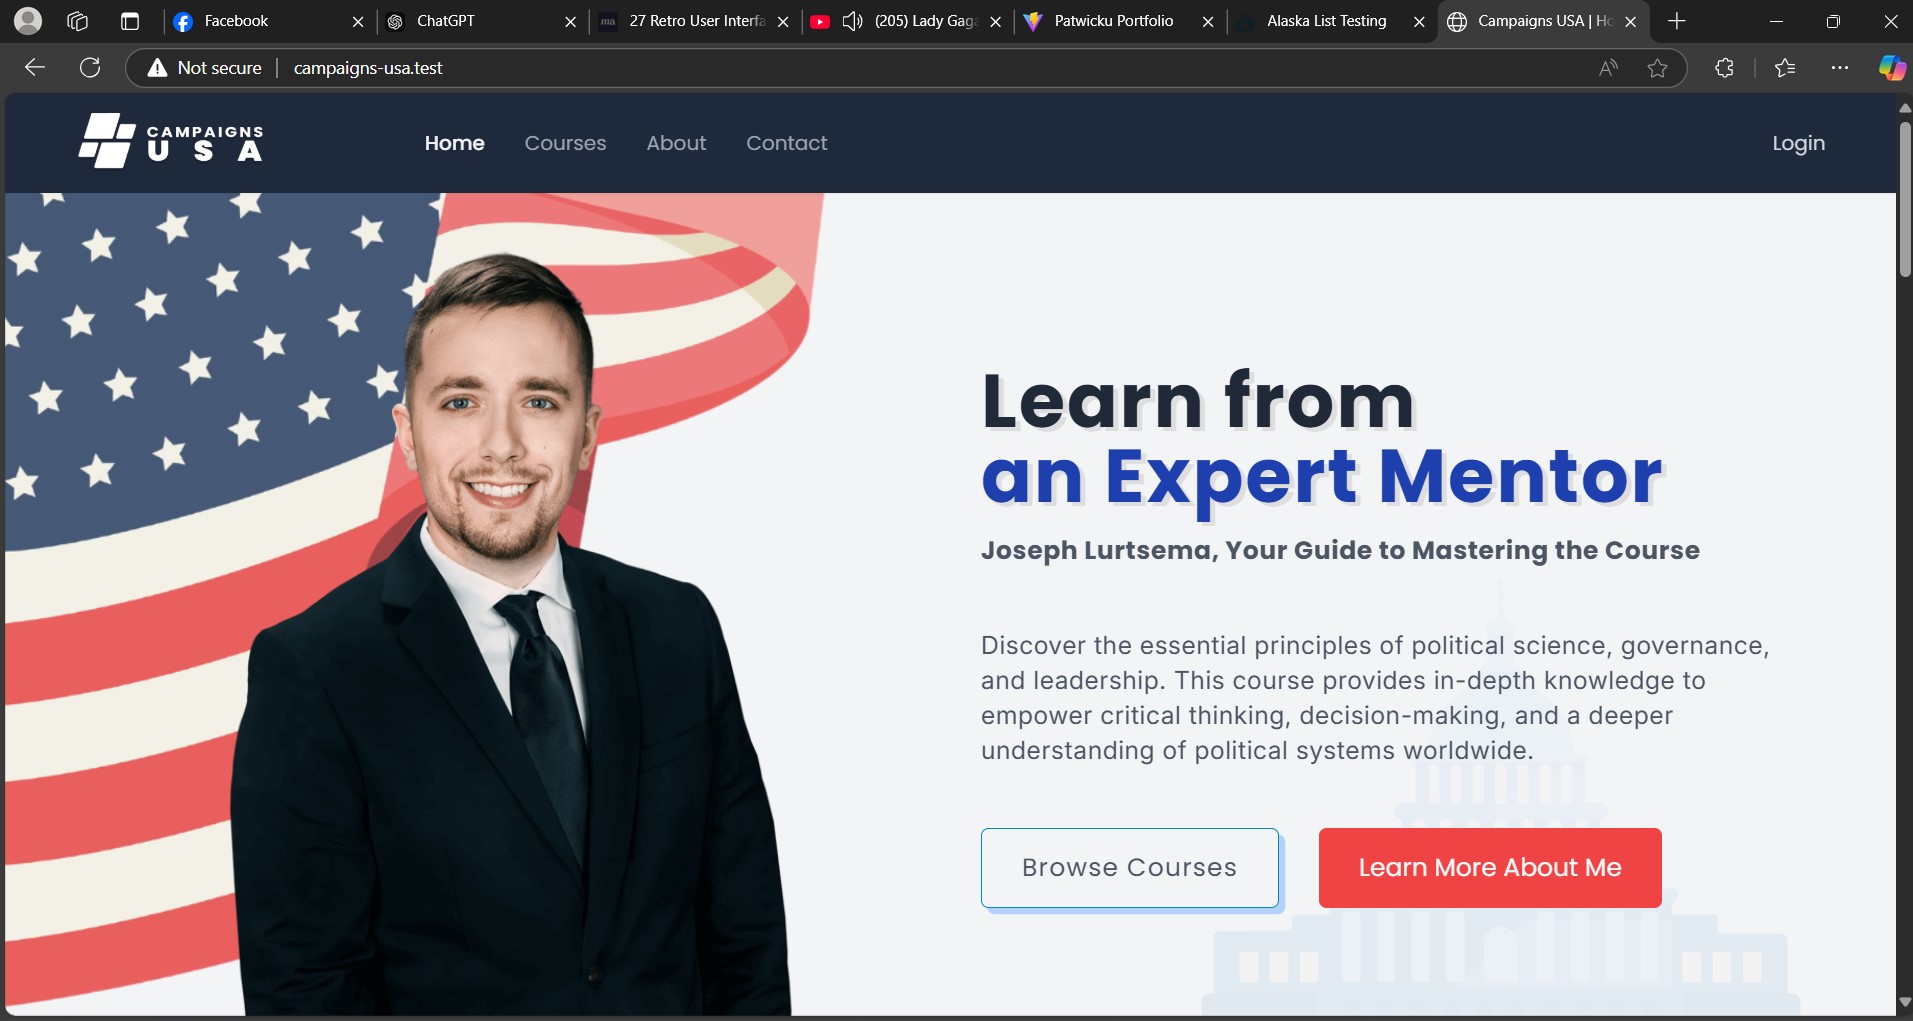 Facebook
ChatGPT
ma
27 Retro User Interfa
(205) Lady Gaga
Patwicku Portfolio
Alaska List Testing
Campaigns USA | Ho
Not secure
campaigns-usa.test
CAMPAIGNS
USA
Home
Courses
About
Contact
Login
Learn from
an Expert Mentor
Joseph Lurtsema, Your Guide to Mastering the Course
Discover the essential principles of political science, governance,
and leadership. This course provides in-depth knowledge to
empower critical thinking, decision-making, and a deeper
understanding of political systems worldwide.
Browse Courses
Learn More About Me